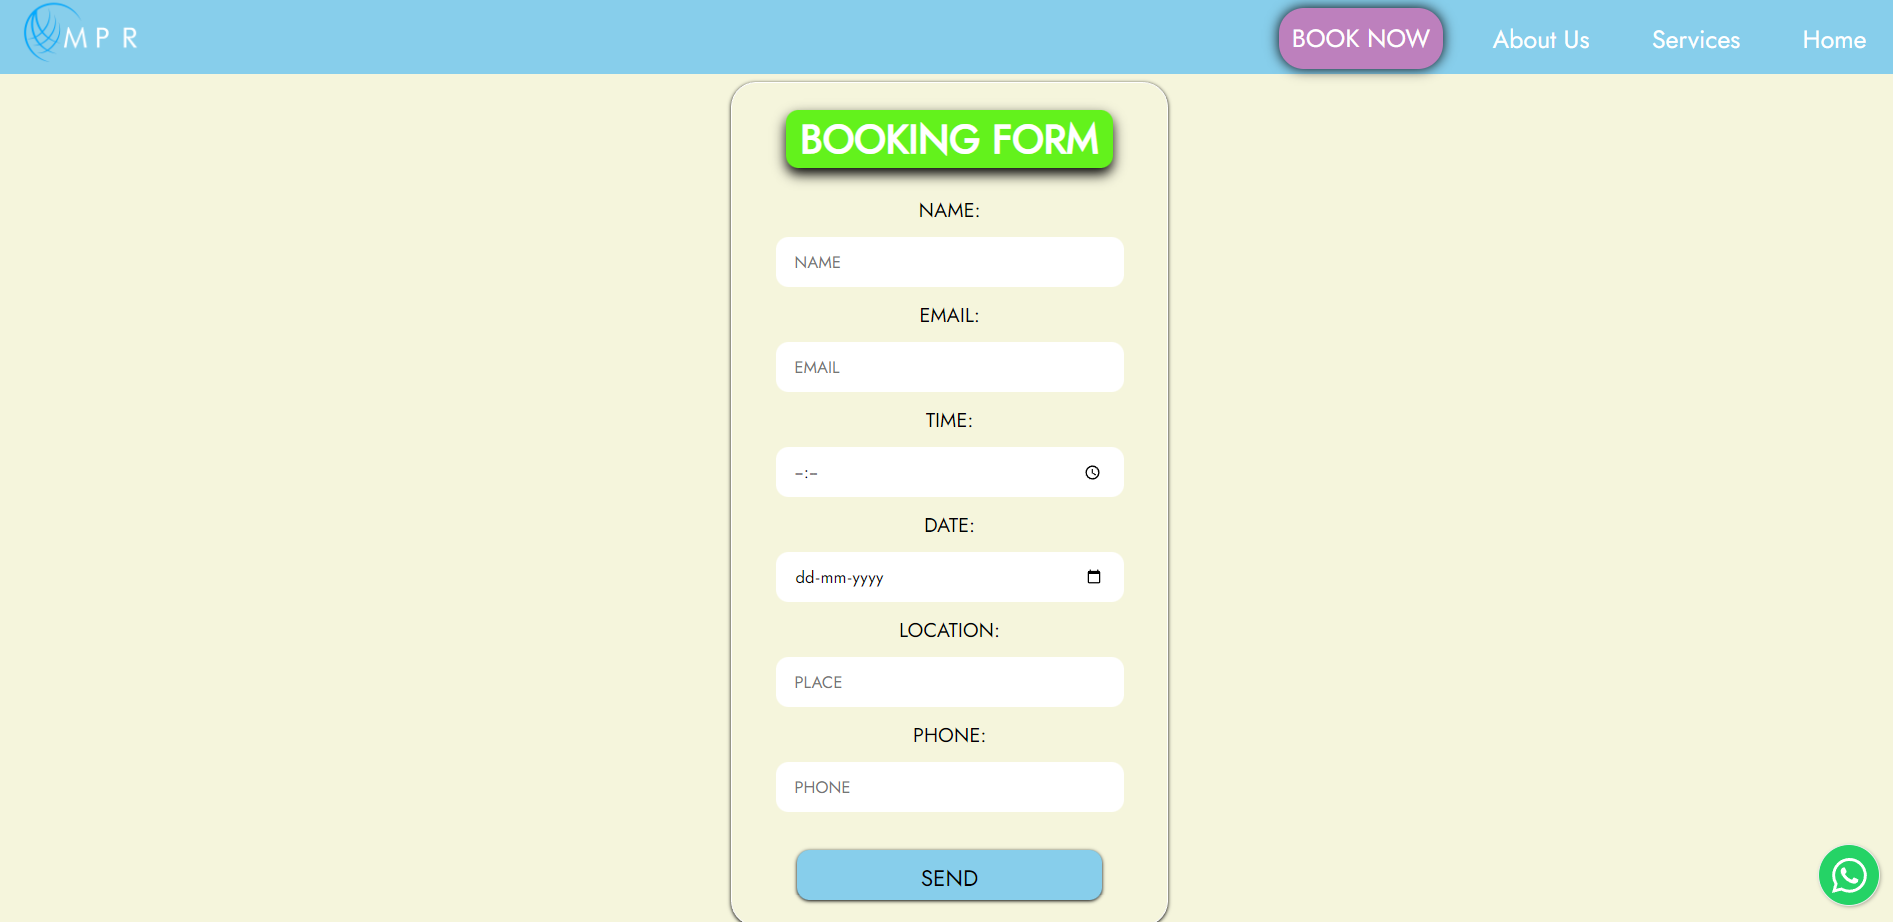 MPR
BOOK NOW
About Us
Services
Home
BOOKING FORM
NAME:
NAME
EMAIL:
EMAIL
TIME:
--:--
DATE:
dd-mm-yyyy
LOCATION:
PLACE
PHONE:
PHONE
SEND